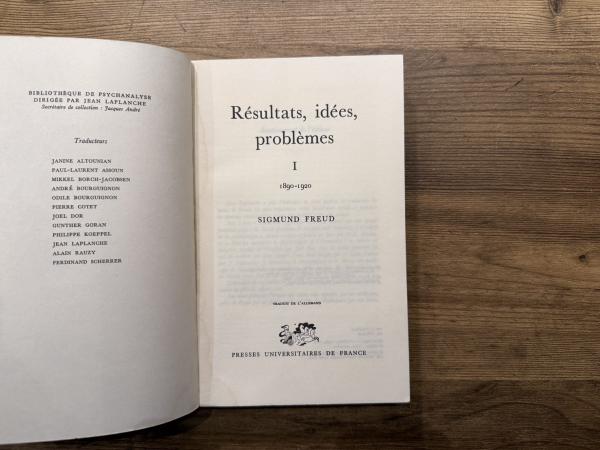 BIBLIOTHÈQUE DE PSYCHANALYSE
DIRIGÉE PAR JEAN LAPLANCHE
Secrétaire de collection : Jacques André
Traducteurs
JANINE ALTOUNIAN
PAUL-LAURENT ASSOUN
MIKKEL BORCH-JACOBSEN
ANDRÉ BOURGUIGNON
ODILE BOURGUIGNON
PIERRE COTET
JOEL DOR
GUNTHER GORAN
PHILIPPE KOEPPEL
JEAN LAPLANCHE
ALAIN RAUZY
FERDINAND SCHERRER
Résultats, idées,
problèmes
I
1890-1920
SIGMUND FREUD
TRADUIT DE L'ALLEMAND
PRESSES UNIVERSITAIRES DE FRANCE